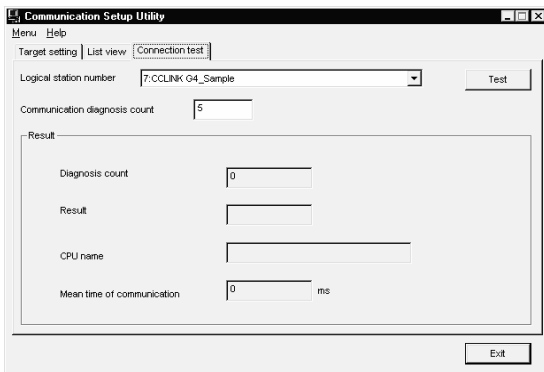 Communication Setup Utility
Menu Help
Target setting List view Connection test
Logical station number 7:CCLINK G4_Sample Test
Communication diagnosis count 5
Result
Diagnosis count 0
Result
CPU name
Mean time of communication 0 ms
Exit